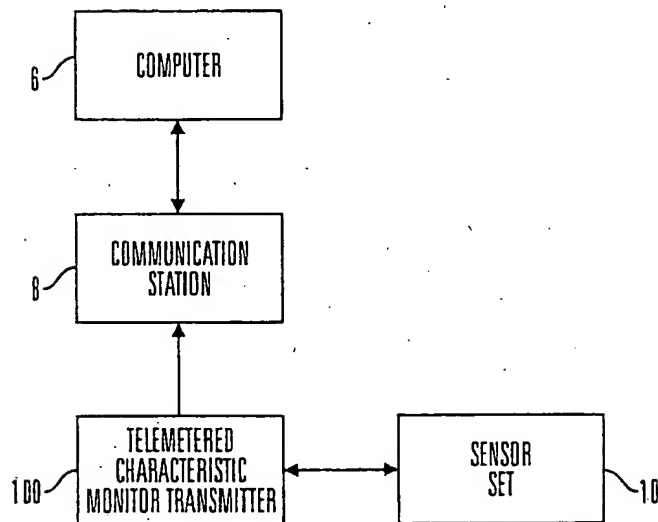 6
COMPUTER
8
COMMUNICATION
STATION
100
TELEMETERED
CHARACTERISTIC
MONITOR TRANSMITTER
SENSOR
SET
10